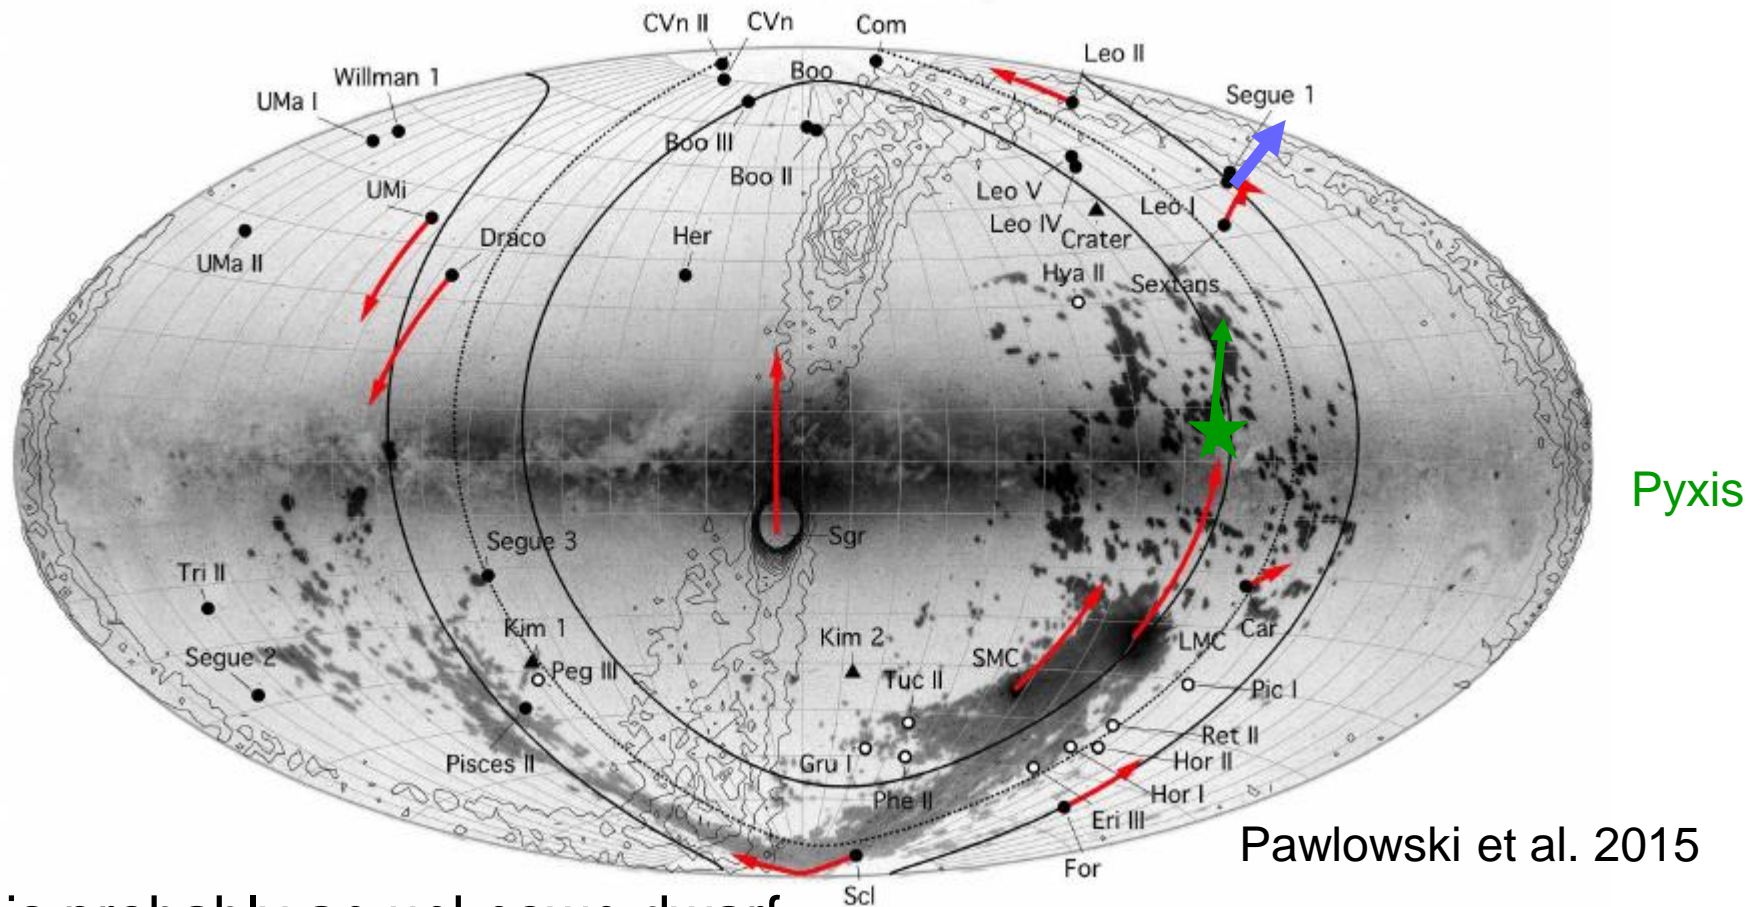 CVn II
CVn
Com
Leo II
Willman 1
Boo
Segue 1
UMa I
Boo III
Boo II
UMi
Leo V
Leo I
Leo IV
Crater
UMa II
Draco
Her
Hya II
Sextans
Pyxis
Sgr
Segue 3
Tri II
Kim 1
Kim 2
Car
LMC
SMC
Segue 2
Peg III
Tuc II
Pic I
Ret II
Pisces II
Gru I
Hor II
Phe II
Hor I
Eri III
Pawlowski et al. 2015
For
Scl